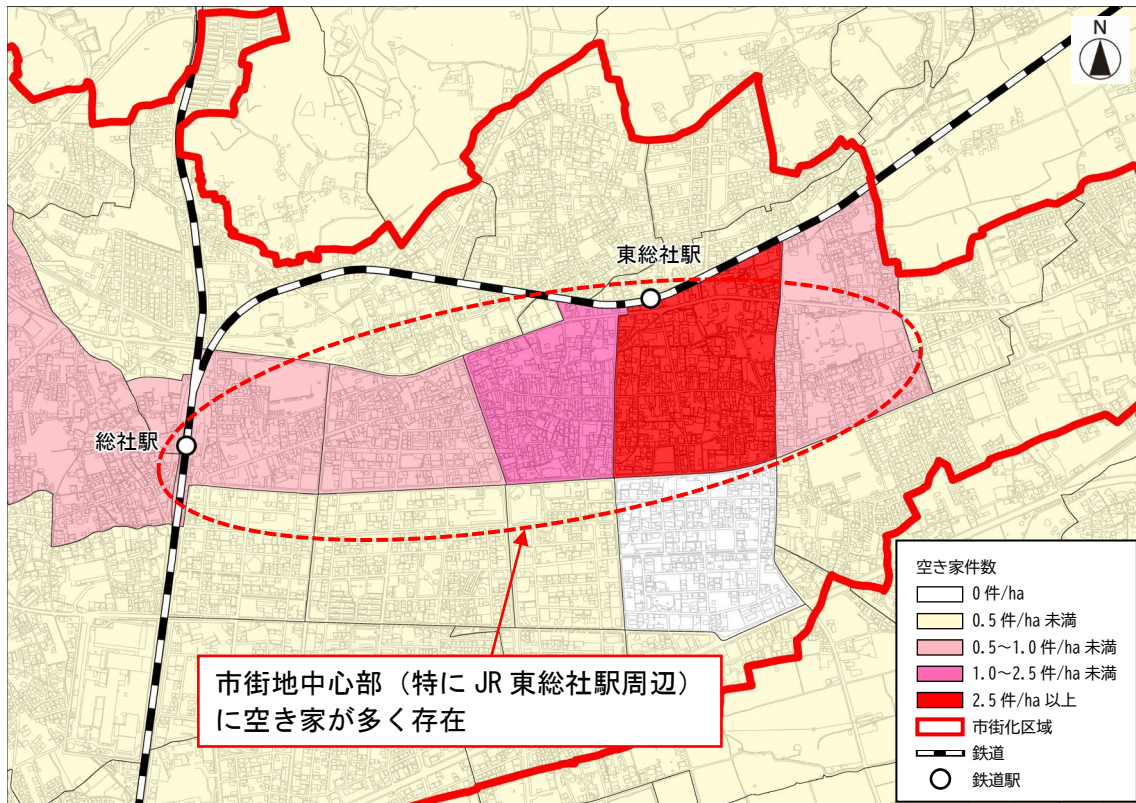 N
東総社駅
総社駅
市街地中心部（特に JR 東総社駅周辺）
に空き家が多く存在
空き家件数
0 件/ha
0.5 件/ha 未満
0.5～1.0 件/ha 未満
1.0～2.5 件/ha 未満
2.5 件/ha 以上
市街化区域
鉄道
鉄道駅